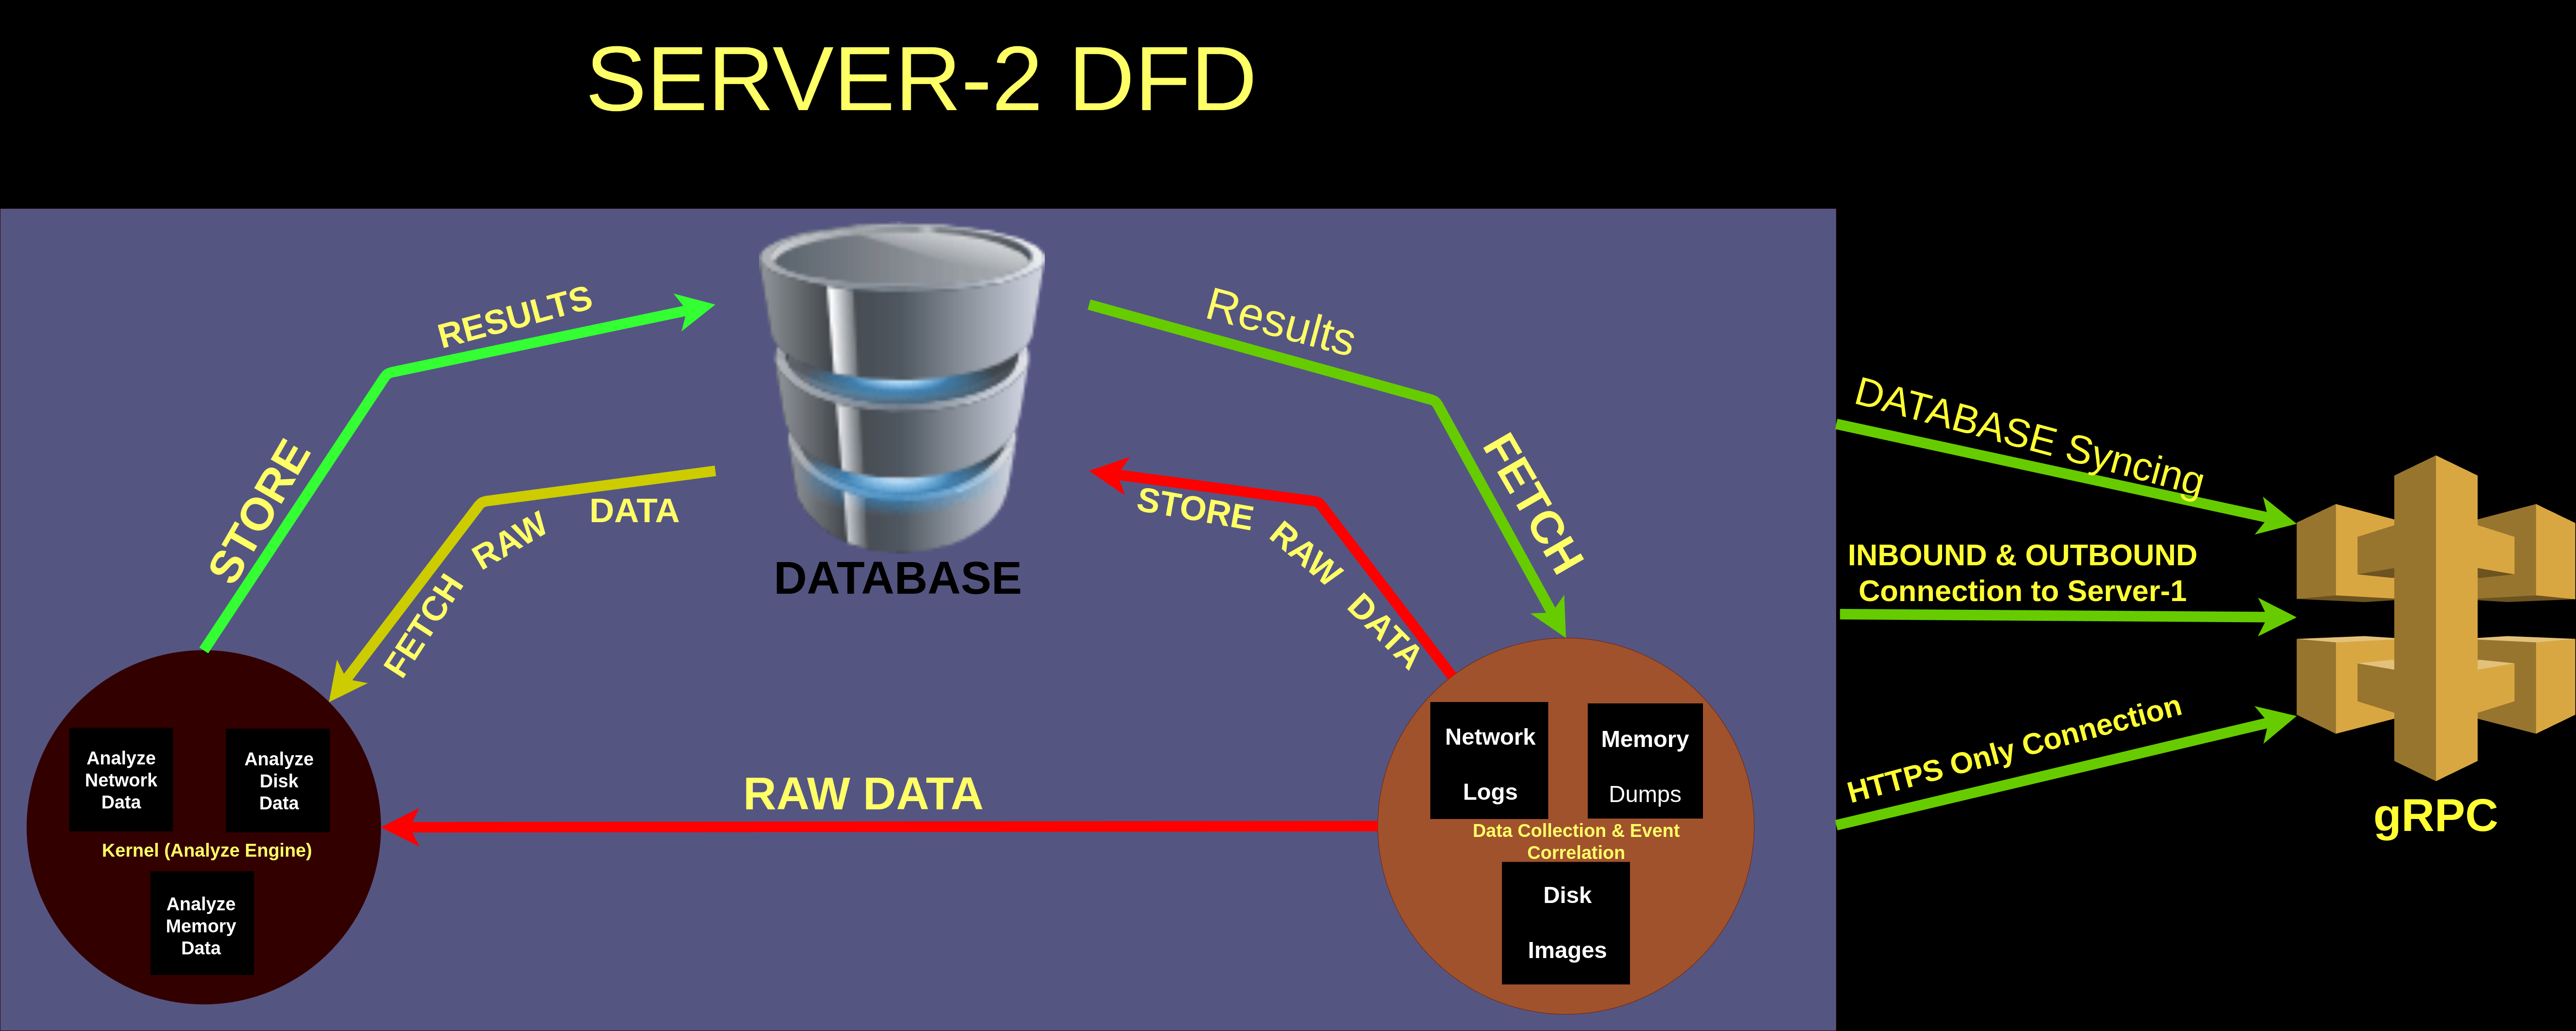 SERVER-2 DFD
RESULTS
STORE
FETCH RAW DATA
DATABASE
Results
FETCH
STORE RAW DATA
RAW DATA
Analyze
Network
Data
Analyze
Disk
Data
Kernel (Analyze Engine)
Analyze
Memory
Data
Network
Logs
Memory
Dumps
Data Collection & Event
Correlation
Disk
Images
DATABASE Syncing
INBOUND & OUTBOUND
Connection to Server-1
HTTPS Only Connection
gRPC